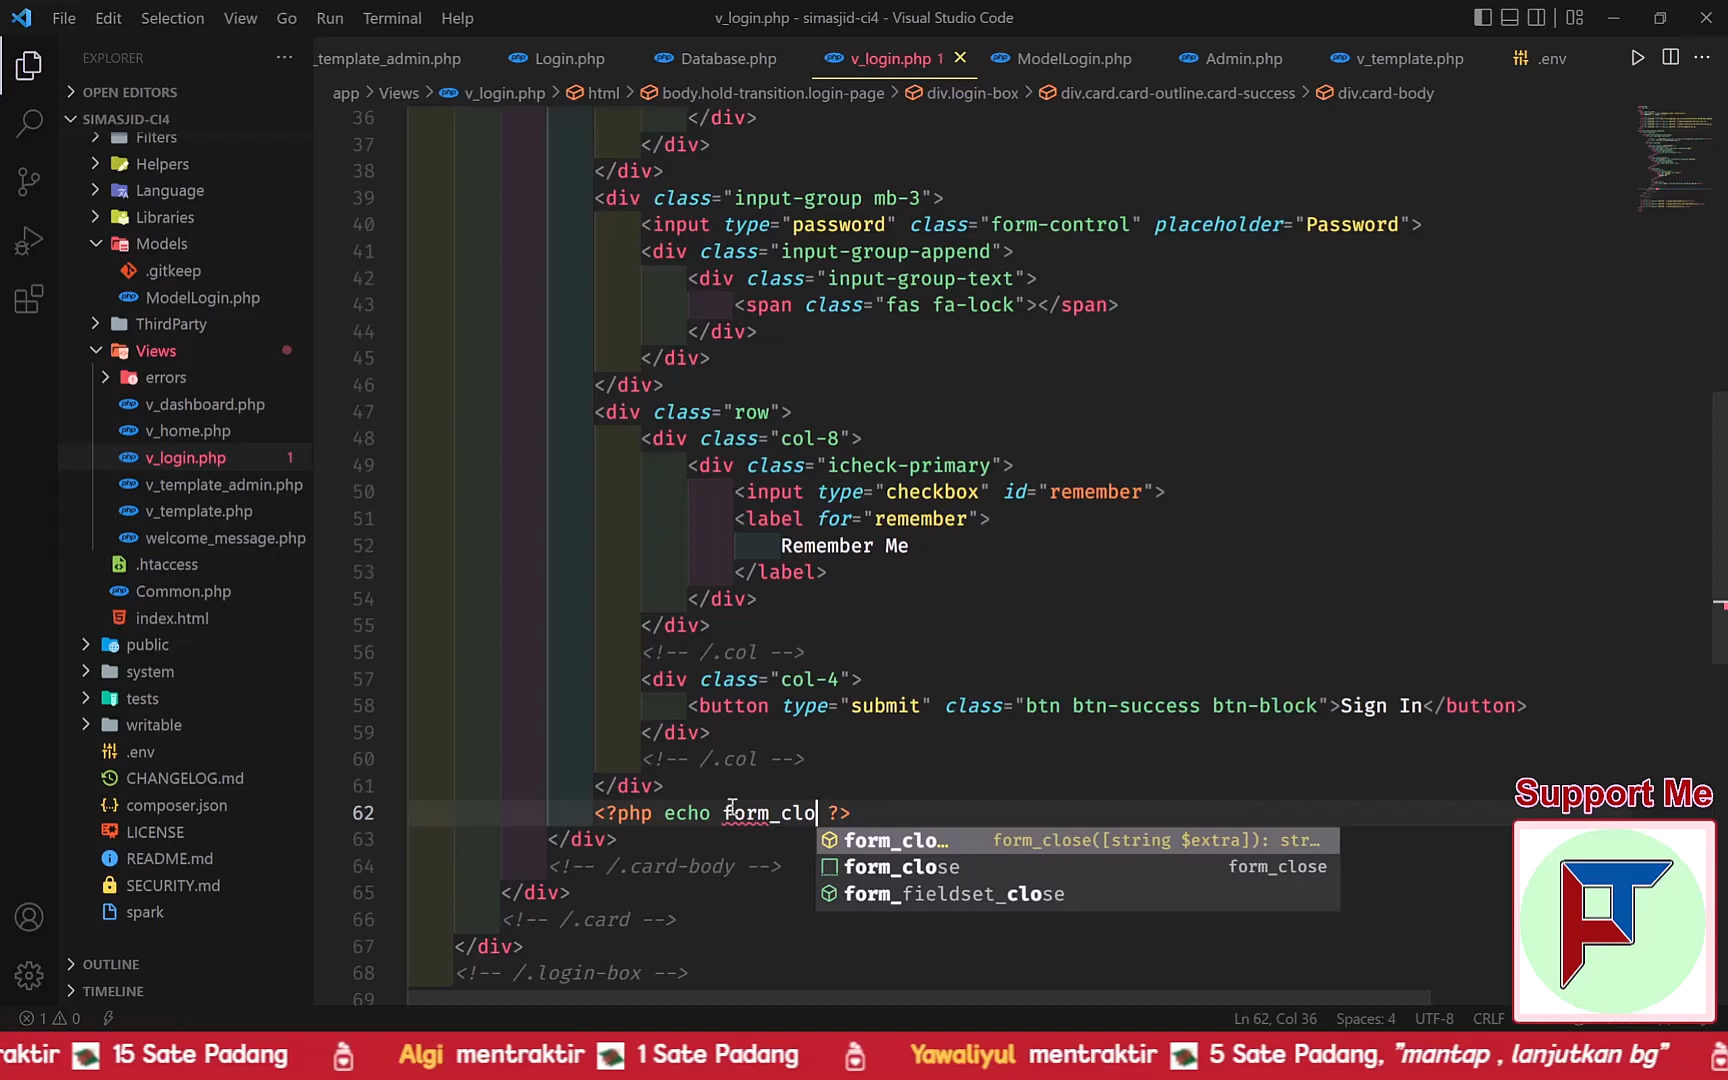 File Edit Selection View Go Run Terminal Help
v_login.php - simasjid-ci4 - Visual Studio Code
EXPLORER
_template_admin.php Login.php Database.php v_login.php 1 ModelLogin.php Admin.php v_template.php .env
OPEN EDITORS
app > Views > v_login.php > html > body.hold-transition.login-page > div.login-box > div.card.card-outline.card-success > div.card-body
SIMASJID-CI4
Filters
Helpers
Language
Libraries
Models
.gitkeep
ModelLogin.php
ThirdParty
Views
errors
v_dashboard.php
v_home.php
v_login.php 1
v_template_admin.php
v_template.php
welcome_message.php
.htaccess
Common.php
index.html
public
system
tests
writable
.env
CHANGELOG.md
composer.json
LICENSE
README.md
SECURITY.md
spark
OUTLINE
TIMELINE
36 </div>
37 </div>
38 </div>
39 <div class="input-group mb-3">
40 <input type="password" class="form-control" placeholder="Password">
41 <div class="input-group-append">
42 <div class="input-group-text">
43 <span class="fas fa-lock"></span>
44 </div>
45 </div>
46 </div>
47 <div class="row">
48 <div class="col-8">
49 <div class="icheck-primary">
50 <input type="checkbox" id="remember">
51 <label for="remember">
52 Remember Me
53 </label>
54 </div>
55 </div>
56 <!-- /.col -->
57 <div class="col-4">
58 <button type="submit" class="btn btn-success btn-block">Sign In</button>
59 </div>
60 <!-- /.col -->
61 </div>
62 <?php echo form_clo ?>
63 </div>
64 <!-- /.card-body -->
65 </div>
66 <!-- /.card -->
67 </div>
68 <!-- /.login-box -->
69
form_clo… form_close([string $extra]): str…
form_close form_close
form_fieldset_close
Support Me
1 0
Ln 62, Col 36 Spaces: 4 UTF-8 CRLF
raktir 15 Sate Padang Algi mentraktir 1 Sate Padang Yawaliyul mentraktir 5 Sate Padang, "mantap , lanjutkan bg"